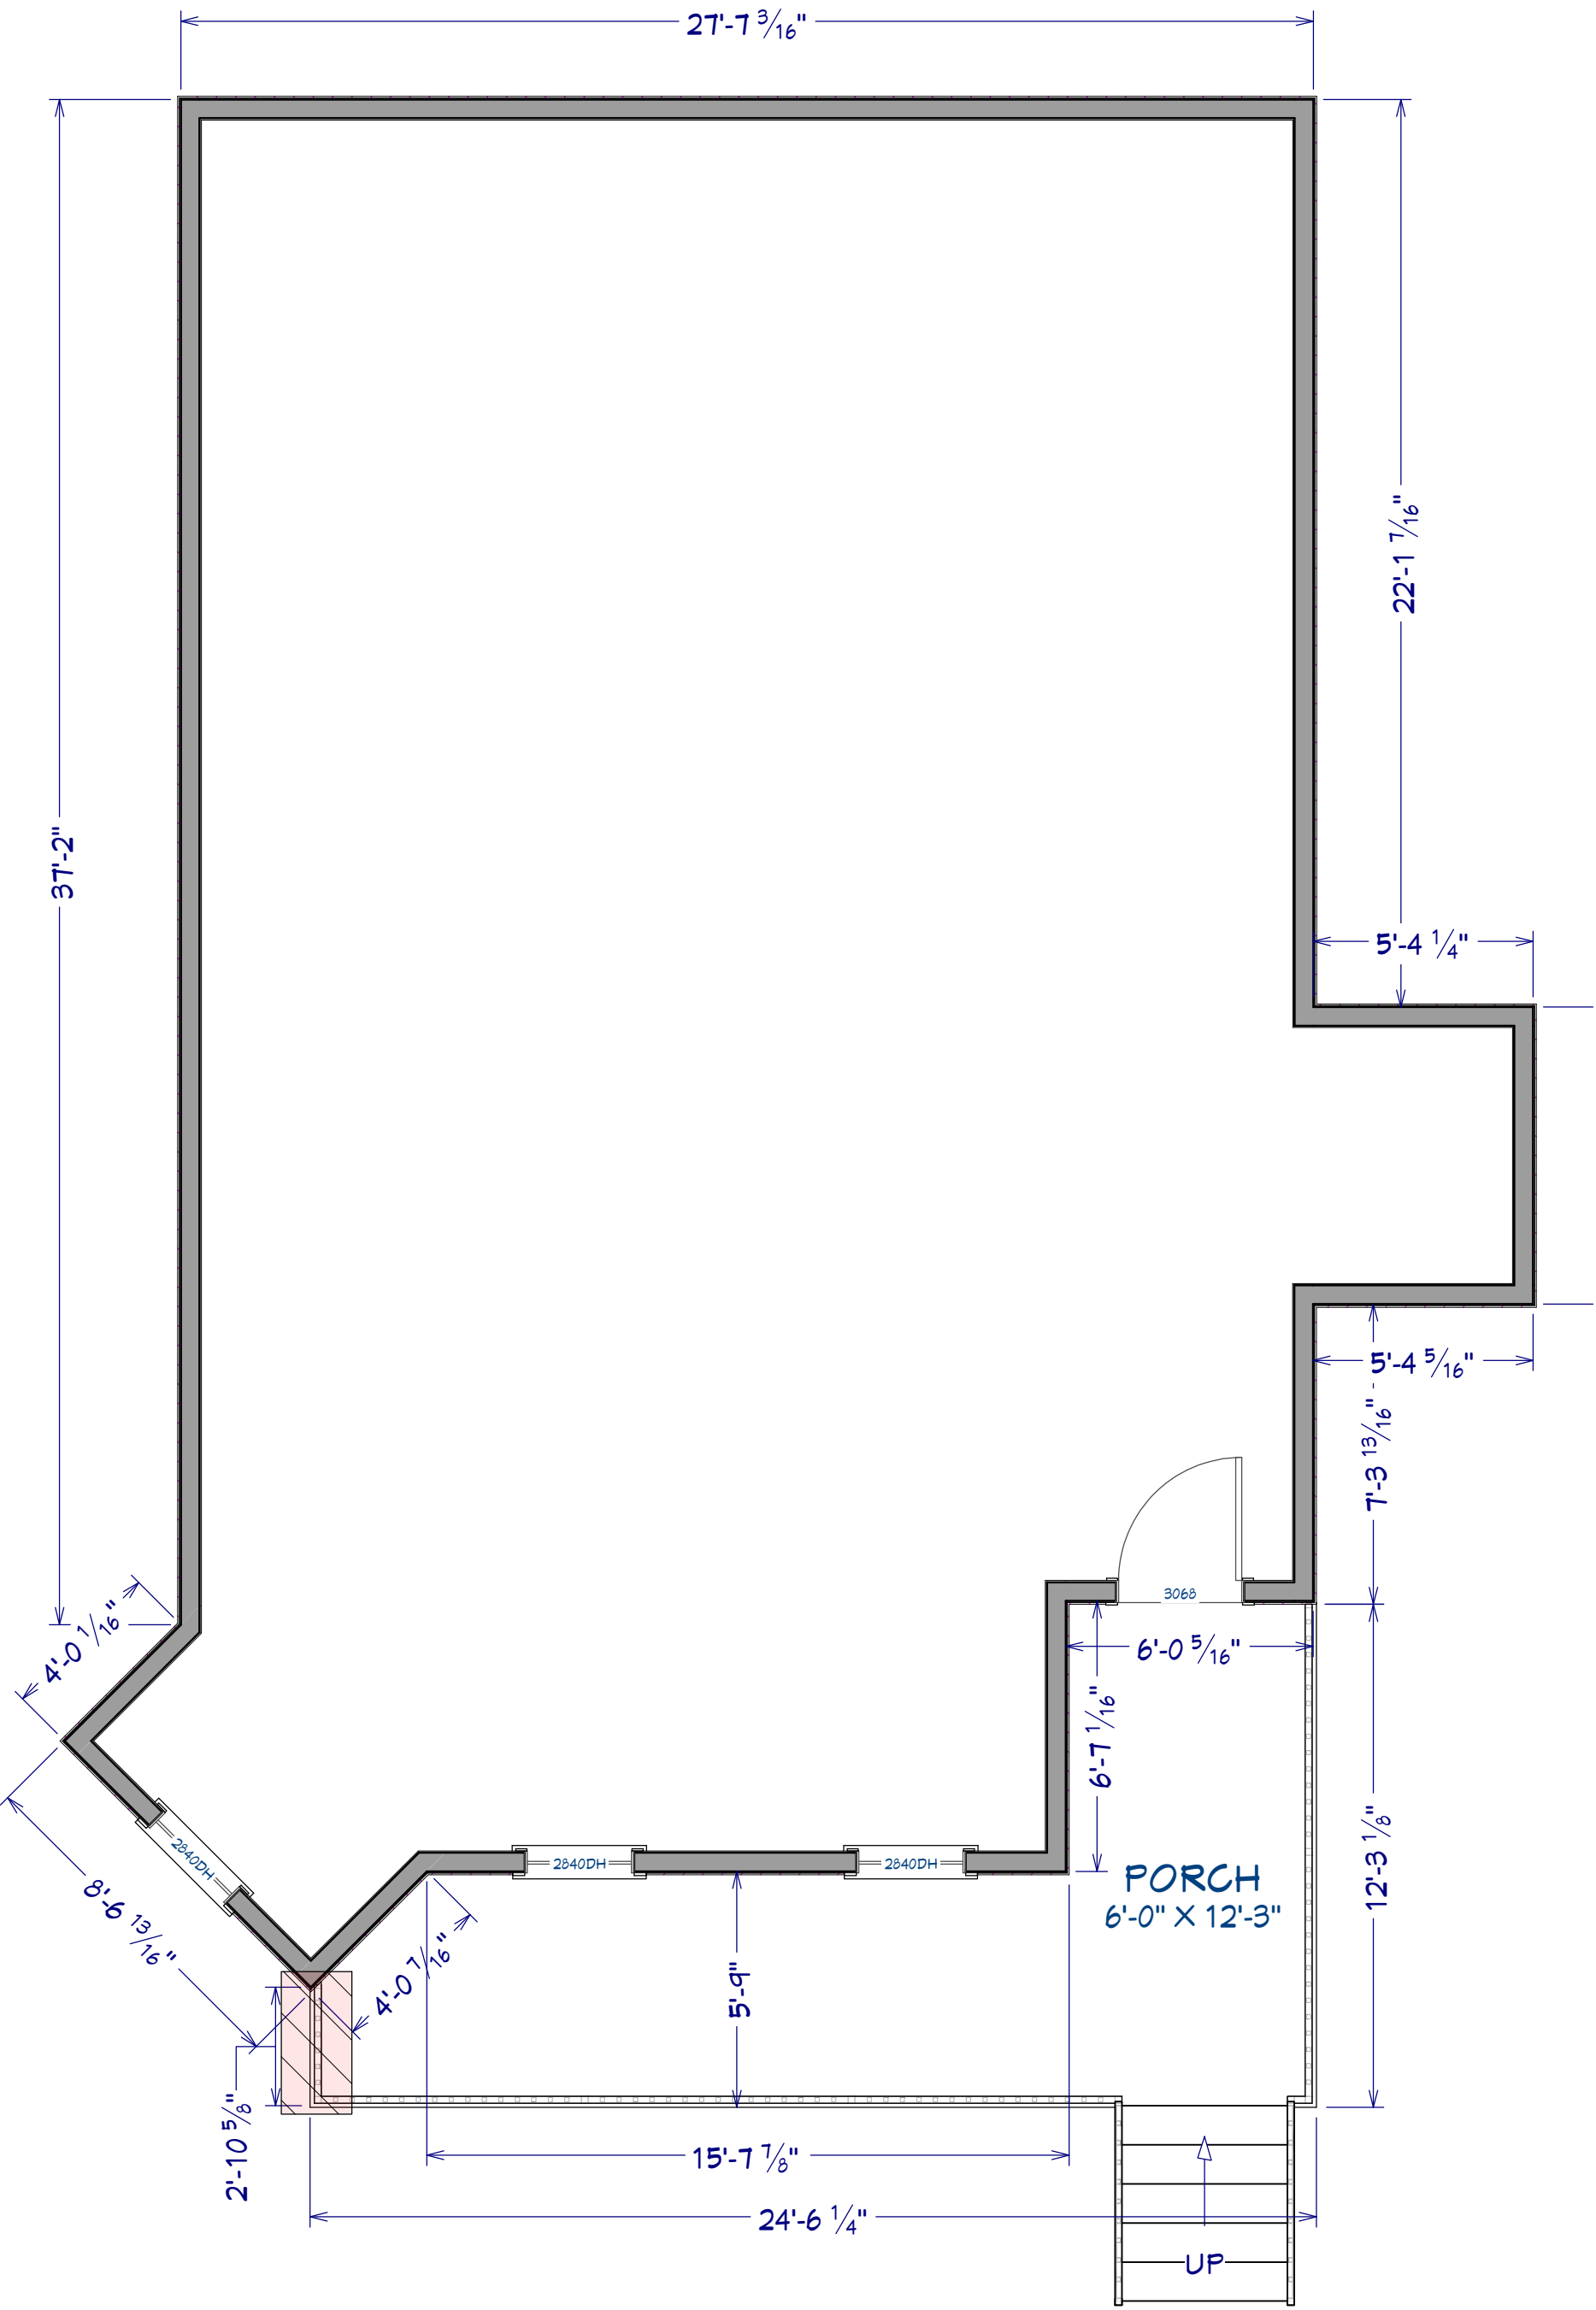 27'-7 3/16"
37'-2"
22'-1 7/16"
5'-4 1/4"
5'-4 5/16"
7'-3 13/16"
3068
4'-0 1/16"
6'-0 5/16"
6'-7 1/16"
2840DH
2840DH
2840DH
PORCH
6'-0" X 12'-3"
12'-3 1/8"
8'-6 13/16"
4'-0 7/16"
5'-9"
2'-10 5/8"
15'-7 7/8"
24'-6 1/4"
UP